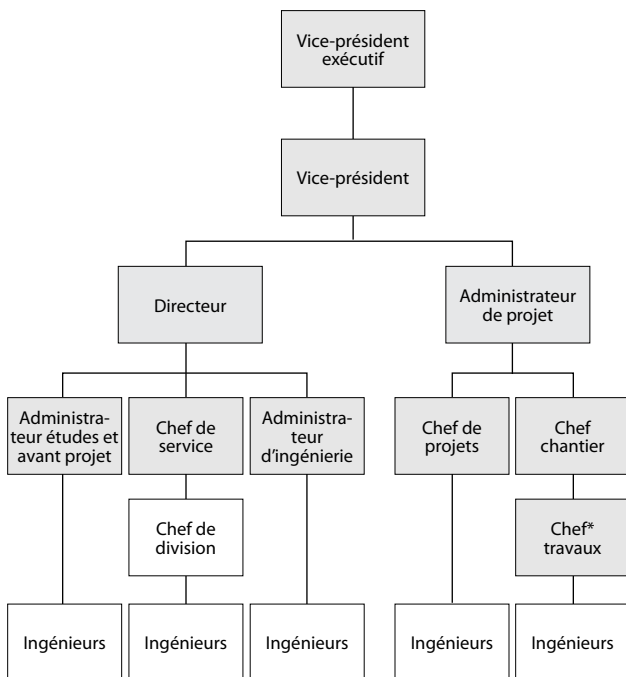 Vice-président
exécutif
Vice-président
Directeur
Administrateur
de projet
Administra-
teur études et
avant projet
Chef de
service
Administra-
teur
d'ingénierie
Chef de
projets
Chef
chantier
Chef de
division
Chef*
travaux
Ingénieurs
Ingénieurs
Ingénieurs
Ingénieurs
Ingénieurs